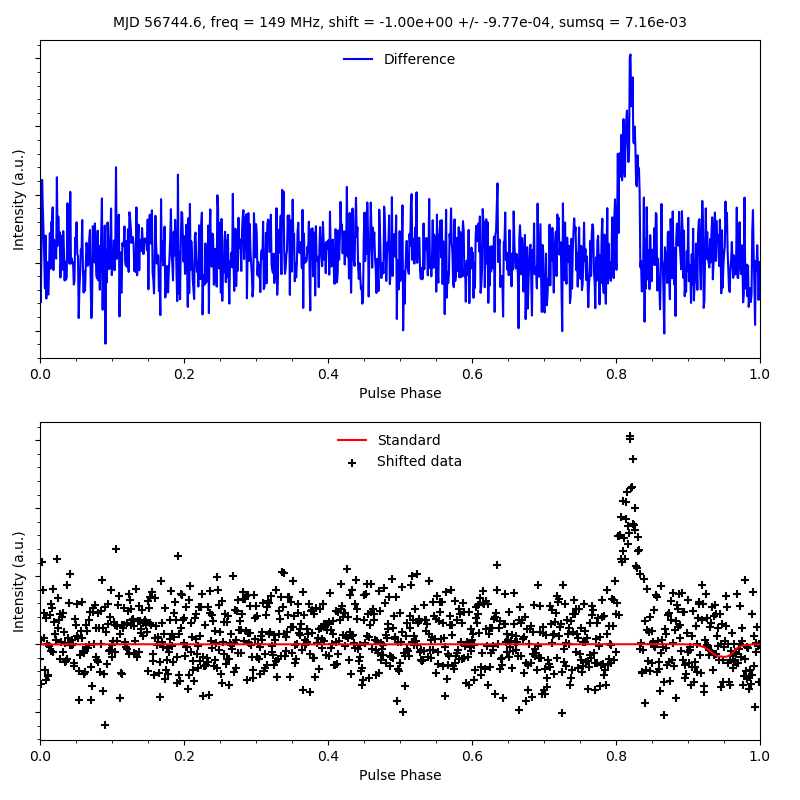 MJD 56744.6, freq = 149 MHz, shift = -1.00e+00 +/- -9.77e-04, sumsq = 7.16e-03
Difference
Intensity (a.u.)
0.0 0.2 0.4 0.6 0.8 1.0
Pulse Phase
Standard
Shifted data
Intensity (a.u.)
0.0 0.2 0.4 0.6 0.8 1.0
Pulse Phase